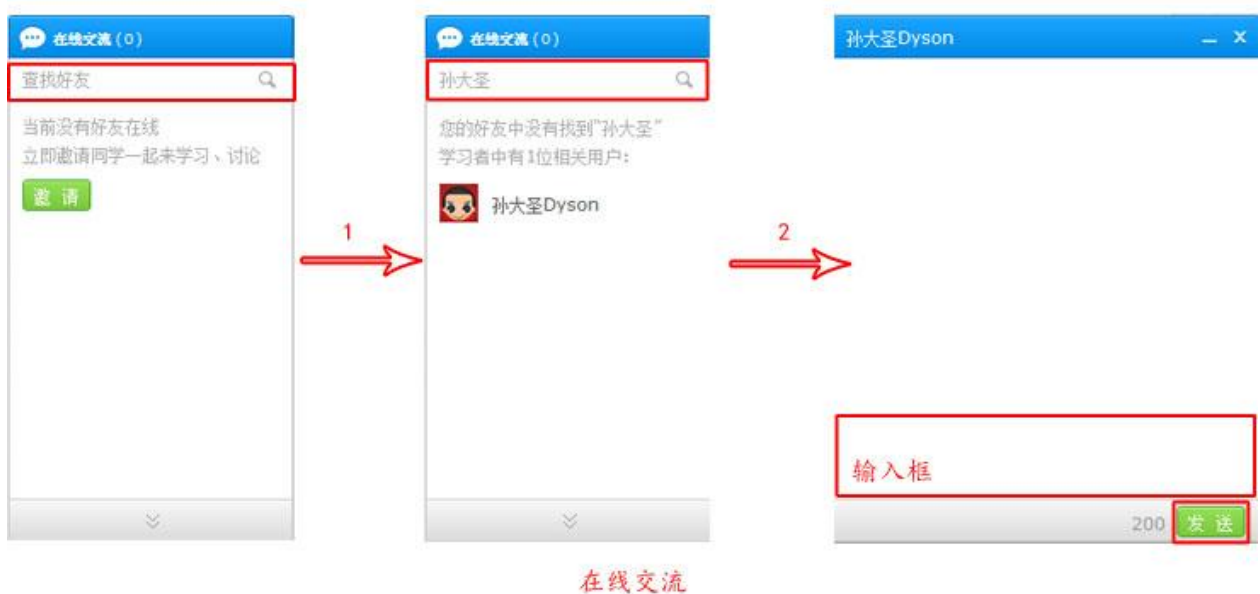 在线交流(0)
查找好友
当前没有好友在线
立即邀请同学一起来学习、讨论
邀 请
1
在线交流(0)
孙大圣
您的好友中没有找到"孙大圣"
学习者中有1位相关用户:
孙大圣Dyson
2
孙大圣Dyson
输入框
200 发 送
在线交流